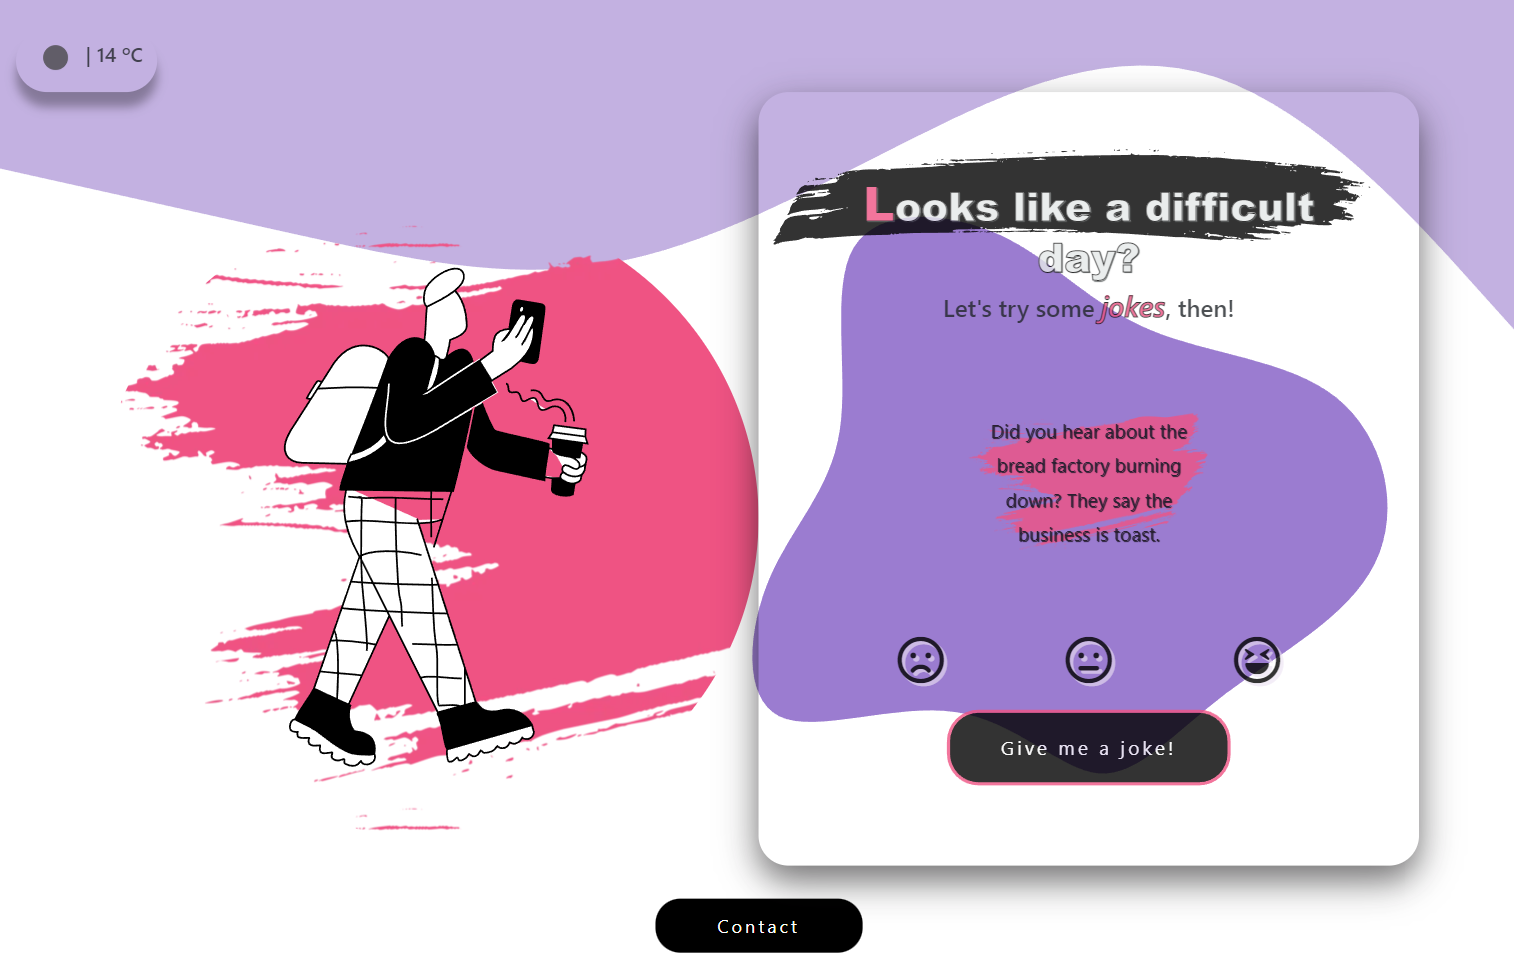 | 14 ºC
Looks like a difficult
day?
Let's try some jokes, then!
Did you hear about the
bread factory burning
down? They say the
business is toast.
Give me a joke!
Contact